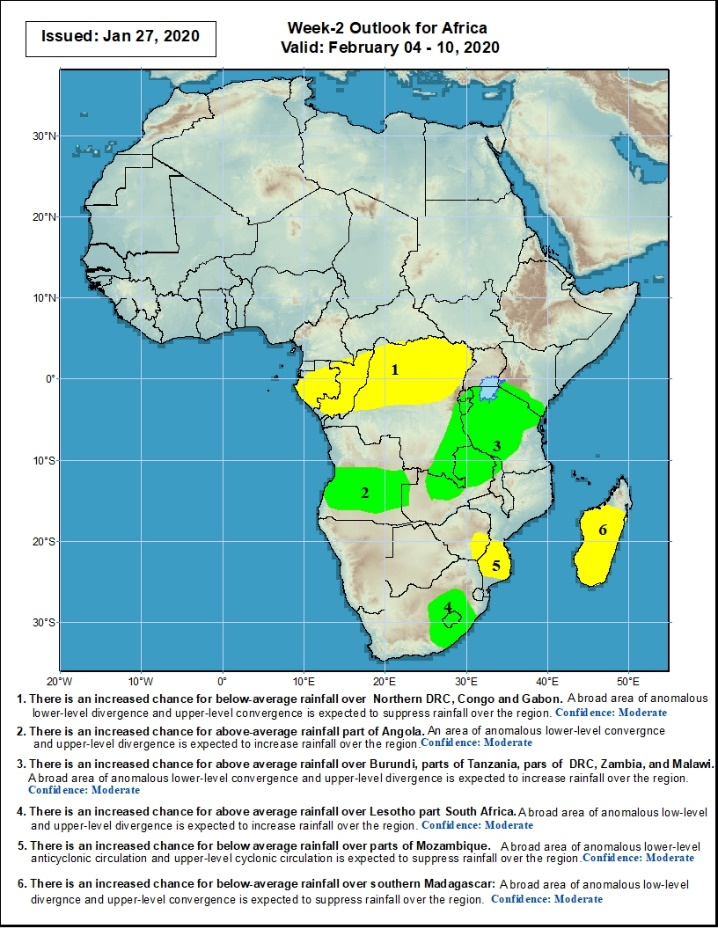 Issued: Jan 27, 2020
Week-2 Outlook for Africa
Valid: February 04 - 10, 2020
30°N
20°N
10°N
0°
10°S
20°S
30°S
1
2
3
4
5
6
20°W 10°W 0° 10°E 20°E 30°E 40°E 50°E
1. There is an increased chance for below-average rainfall over Northern DRC, Congo and Gabon. A broad area of anomalous
lower-level divergence and upper-level convergence is expected to suppress rainfall over the region. Confidence: Moderate
2. There is an increased chance for above-average rainfall part of Angola. An area of anomalous lower-level convergnce
and upper-level divergence is expected to increase rainfall over the region. Confidence: Moderate
3. There is an increased chance for above average rainfall over Burundi, parts of Tanzania, pars of DRC, Zambia, and Malawi.
A broad area of anomalous lower-level convergence and upper-level divergence is expected to increase rainfall over the region.
Confidence: Moderate
4. There is an increased chance for above average rainfall over Lesotho part South Africa. A broad area of anomalous low-level
and upper-level divergence is expected to increase rainfall over the region. Confidence: Moderate
5. There is an increased chance for below average rainfall over parts of Mozambique. A broad area of anomalous lower-level
anticyclonic circulation and upper-level cyclonic circulation is expected to suppress rainfall over the region. Confidence: Moderate
6. There is an increased chance for below-average rainfall over southern Madagascar: A broad area of anomalous low-level
divergnce and upper-level convergence is expected to suppress rainfall over the region. Confidence: Moderate